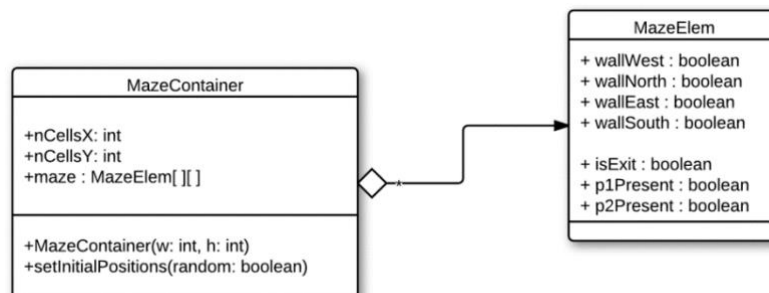 MazeContainer
+nCellsX: int
+nCellsY: int
+maze : MazeElem[ ][ ]
+MazeContainer(w: int, h: int)
+setInitialPositions(random: boolean)
*
MazeElem
+ wallWest : boolean
+ wallNorth : boolean
+ wallEast : boolean
+ wallSouth : boolean
+ isExit : boolean
+ p1Present : boolean
+ p2Present : boolean